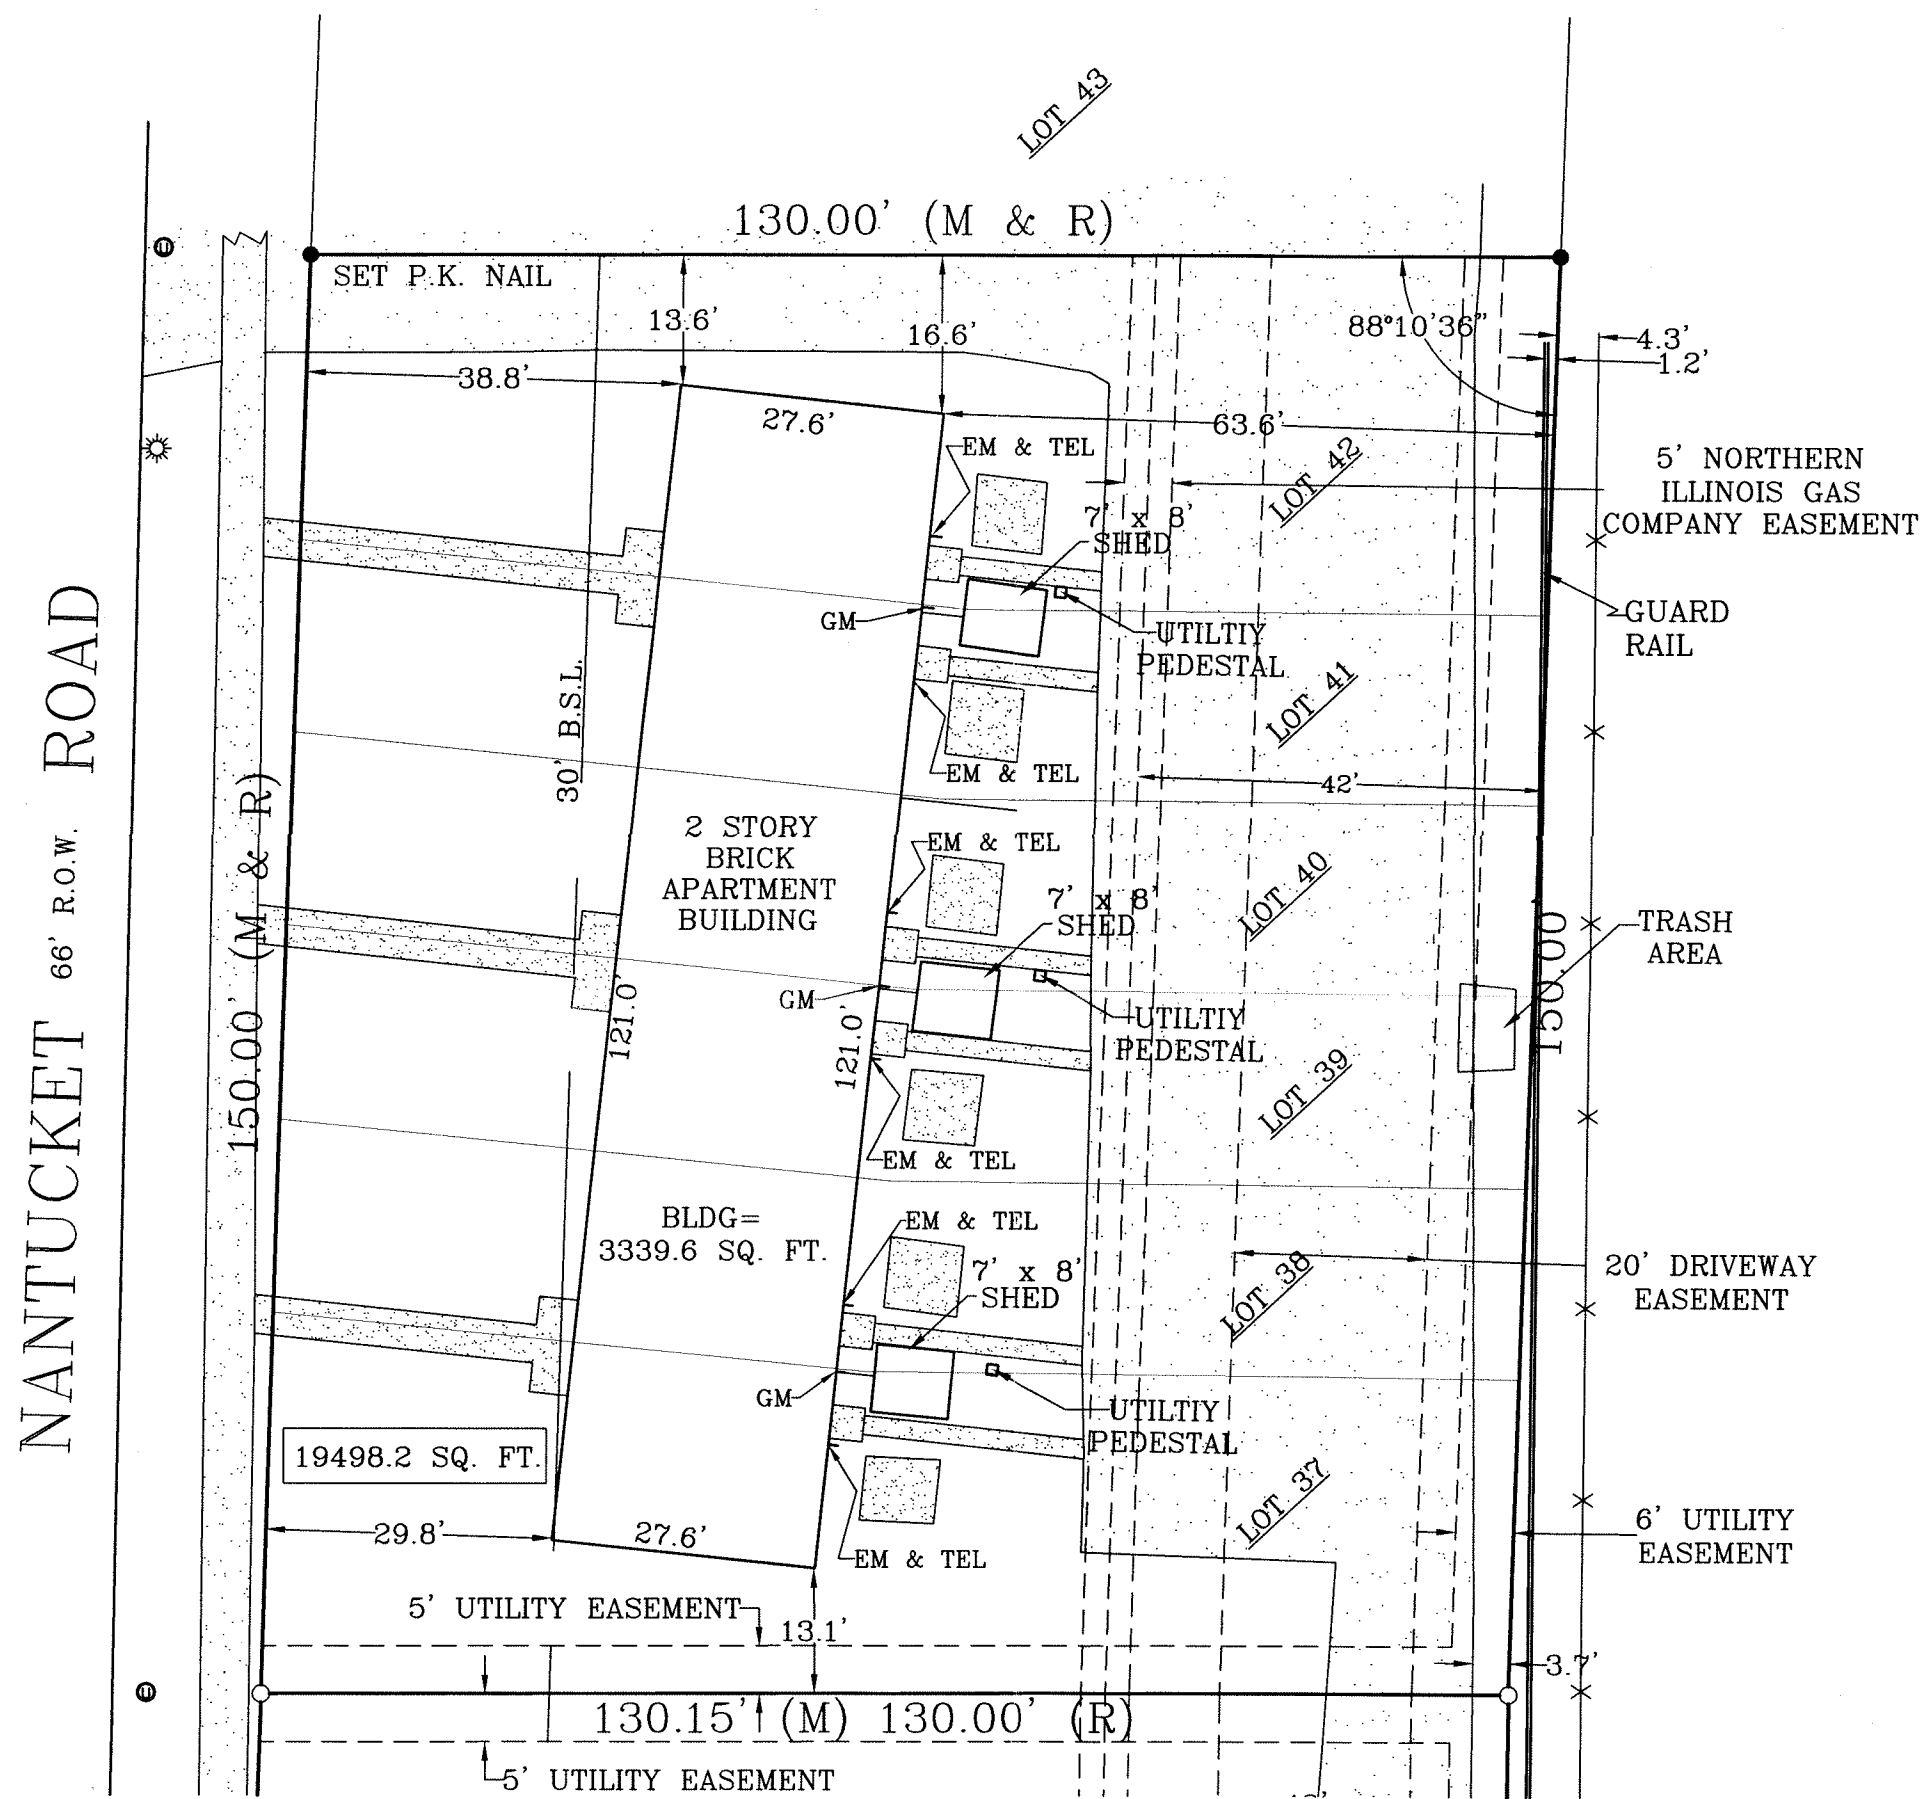 LOT 43
130.00' (M & R)
SET P.K. NAIL
13.6'
16.6'
88°10'36"
4.3'
1.2'
38.8'
27.6'
63.6'
EM & TEL
LOT 42
5' NORTHERN
ILLINOIS GAS
COMPANY EASEMENT
7' x 8'
SHED
GM
UTILTIY
PEDESTAL
GUARD
RAIL
30' B.S.L.
LOT 41
EM & TEL
42'
NANTUCKET 66' R.O.W. ROAD
150.00' (M & R)
2 STORY
BRICK
APARTMENT
BUILDING
EM & TEL
7' x 8'
SHED
LOT 40
TRASH
AREA
150.00
GM
121.0'
121.0'
UTILTIY
PEDESTAL
LOT 39
EM & TEL
BLDG=
3339.6 SQ. FT.
EM & TEL
7' x 8'
SHED
LOT 38
20' DRIVEWAY
EASEMENT
GM
UTILTIY
PEDESTAL
19498.2 SQ. FT.
LOT 37
29.8'
27.6'
EM & TEL
6' UTILITY
EASEMENT
5' UTILITY EASEMENT
13.1'
3.7'
130.15' (M) 130.00' (R)
5' UTILITY EASEMENT